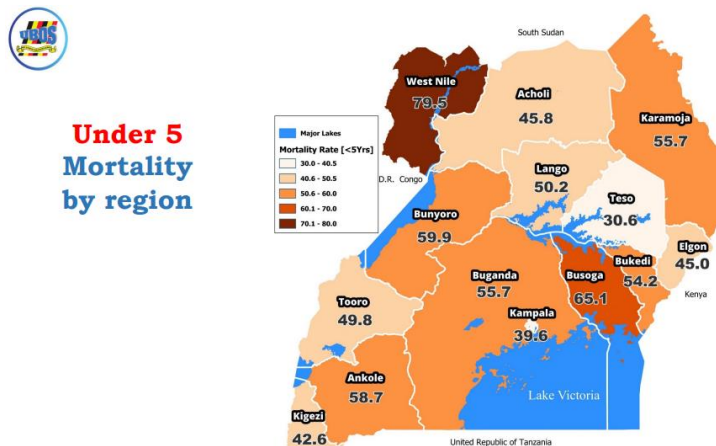 UBOS
Under 5
Mortality
by region
South Sudan
West Nile
79.5
Acholi
45.8
Karamoja
55.7
Major Lakes
Mortality Rate [<5Yrs]
30.0 - 40.5
40.6 - 50.5
50.6 - 60.0
60.1 - 70.0
70.1 - 80.0
D.R. Congo
Lango
50.2
Teso
30.6
Bunyoro
59.9
Elgon
45.0
Bukedi
54.2
Buganda
55.7
Busoga
65.1
Kenya
Tooro
49.8
Kampala
39.6
Ankole
58.7
Lake Victoria
Kigezi
42.6
United Republic of Tanzania